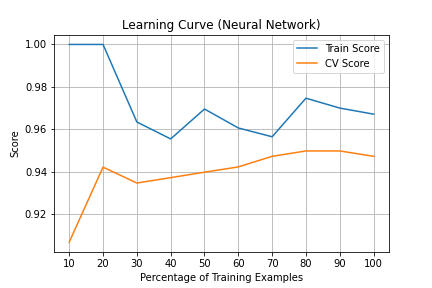 Learning Curve (Neural Network)
Train Score
CV Score
1.00
0.98
0.96
0.94
0.92
Score
10 20 30 40 50 60 70 80 90 100
Percentage of Training Examples